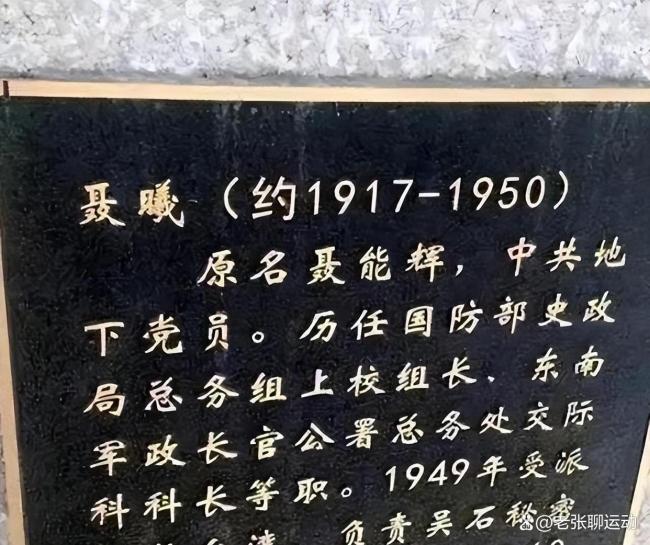 聂曦（约1917-1950）
原名聂能辉，中共地
下党员。历任国防部史政
局总务组上校组长、东南
军政长官公署总务处交际
科科长等职。1949年受派
负责吴石秘密
@老张聊运动